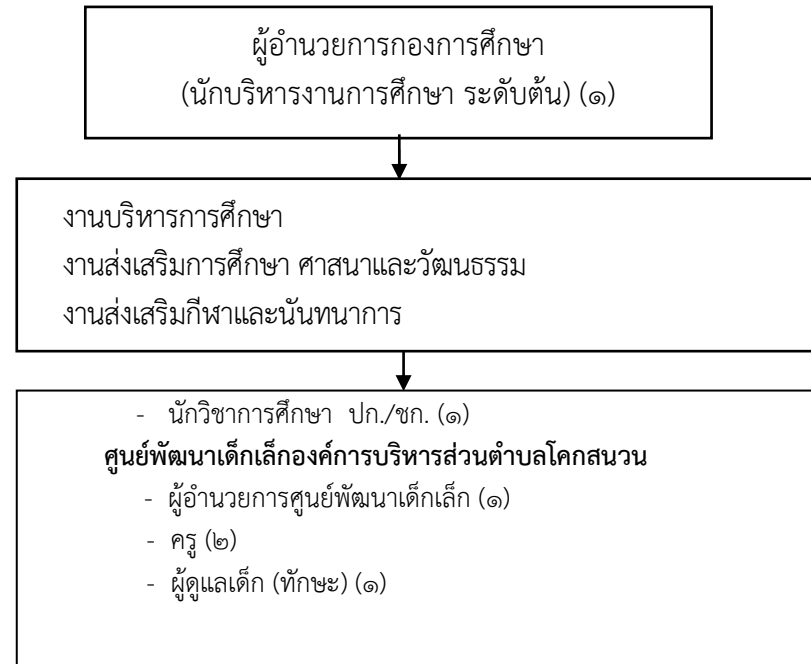 ผู้อำนวยการกองการศึกษา
(นักบริหารงานการศึกษา ระดับต้น) (๑)
งานบริหารการศึกษา
งานส่งเสริมการศึกษา ศาสนาและวัฒนธรรม
งานส่งเสริมกีฬาและนันทนาการ
- นักวิชาการศึกษา ปก./ชก. (๑)
ศูนย์พัฒนาเด็กเล็กองค์การบริหารส่วนตำบลโคกสนวน
- ผู้อำนวยการศูนย์พัฒนาเด็กเล็ก (๑)
- ครู (๒)
- ผู้ดูแลเด็ก (ทักษะ) (๑)